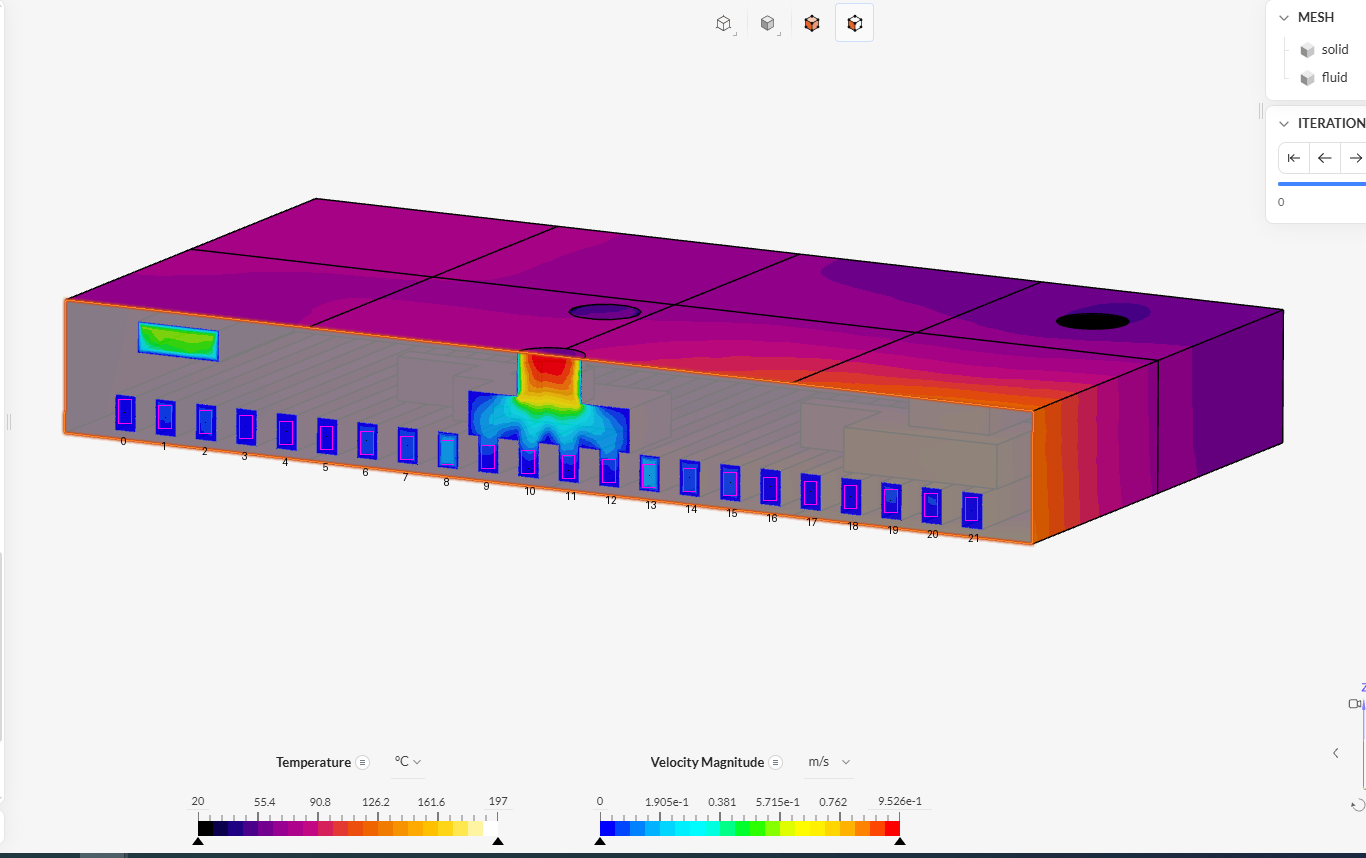 MESH
solid
fluid
ITERATION
0
0
1
2
3
4
5
6
7
8
9
10
11
12
13
14
15
16
17
18
19
20
21
Z
Temperature
°C
20 55.4 90.8 126.2 161.6 197
Velocity Magnitude
m/s
0 1.905e-1 0.381 5.715e-1 0.762 9.526e-1